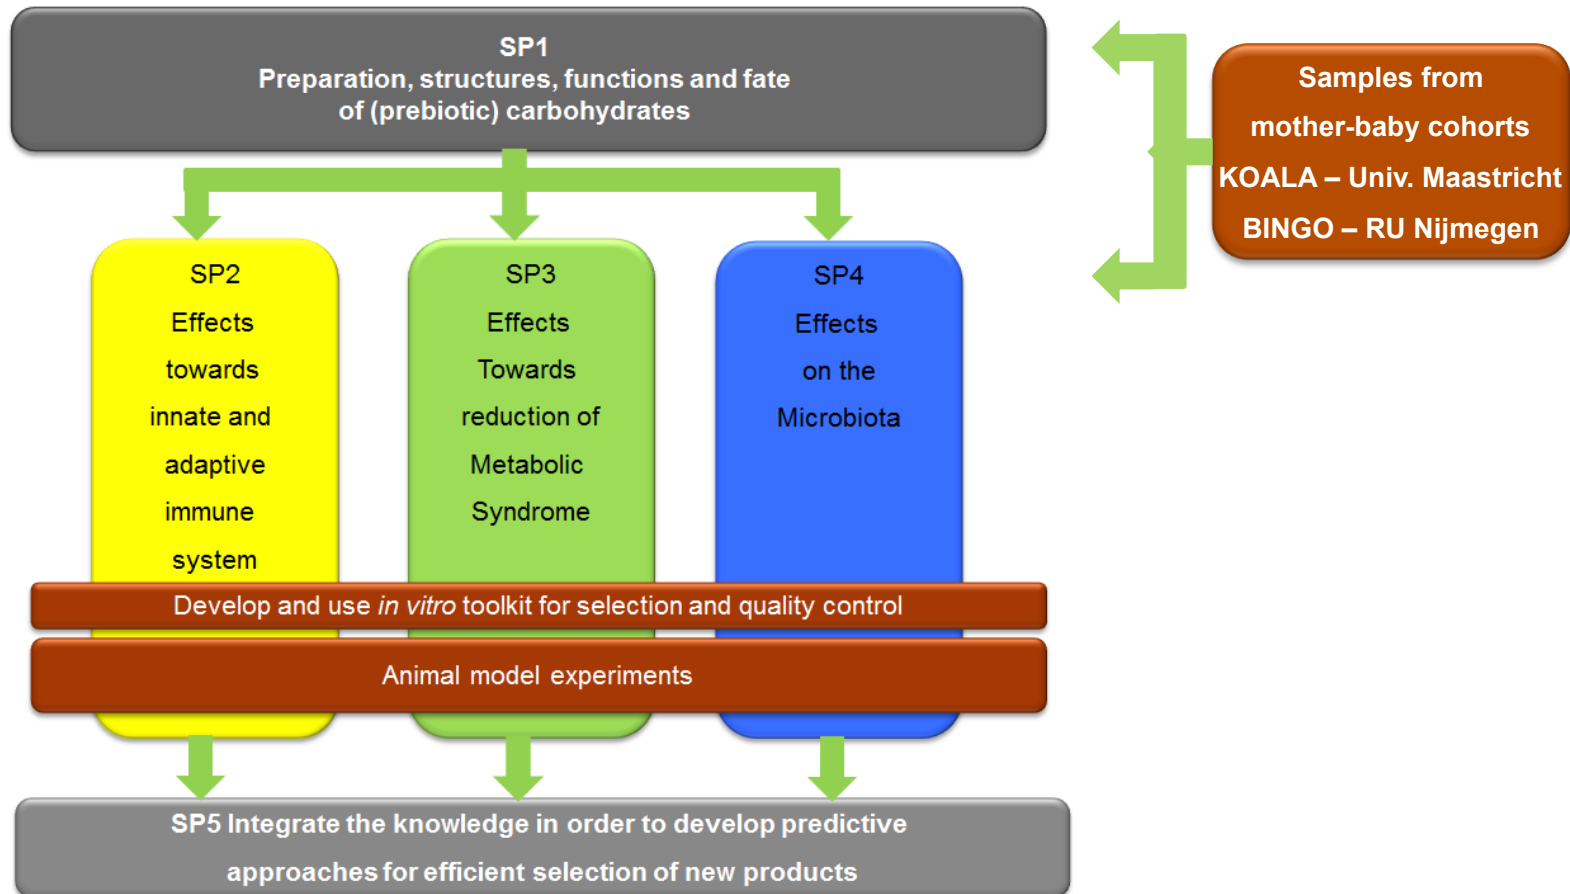 SP1
Preparation, structures, functions and fate
of (prebiotic) carbohydrates
Samples from
mother-baby cohorts
KOALA – Univ. Maastricht
BINGO – RU Nijmegen
SP2
Effects
towards
innate and
adaptive
immune
system
SP3
Effects
Towards
reduction of
Metabolic
Syndrome
SP4
Effects
on the
Microbiota
Develop and use in vitro toolkit for selection and quality control
Animal model experiments
SP5 Integrate the knowledge in order to develop predictive
approaches for efficient selection of new products